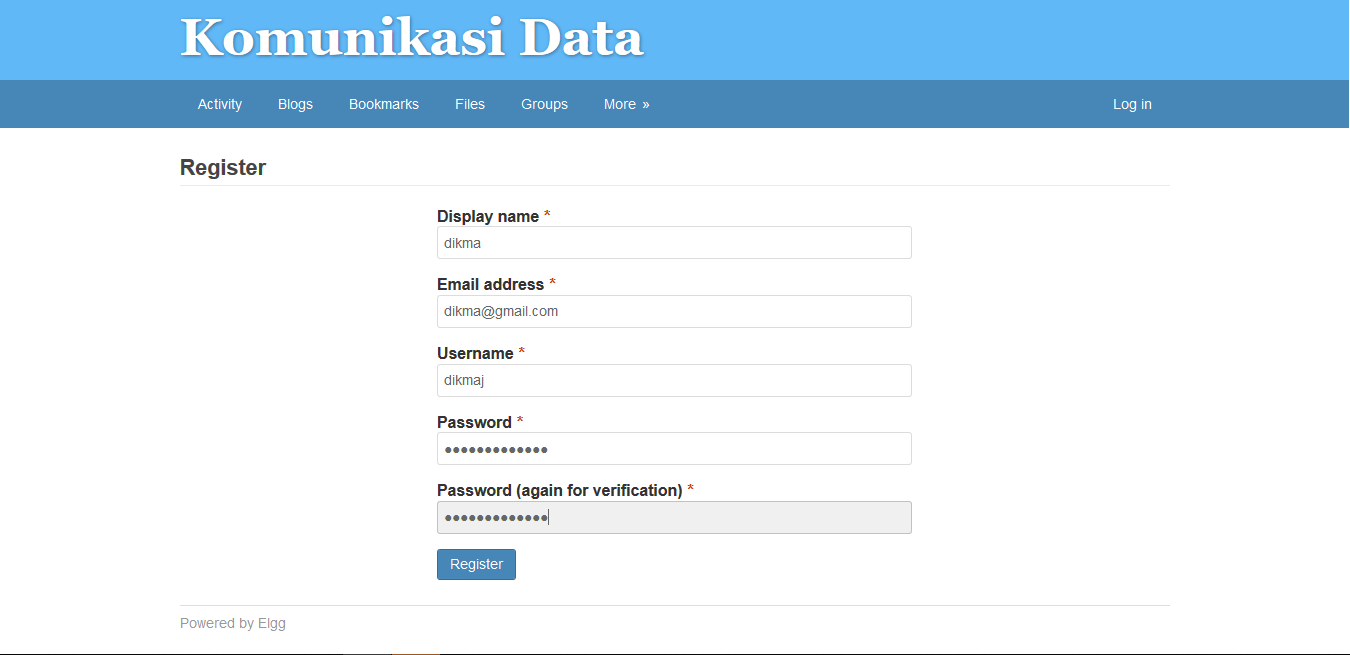 Komunikasi Data
Activity Blogs Bookmarks Files Groups More » Log in
Register
Display name *
dikma
Email address *
dikma@gmail.com
Username *
dikmaj
Password *
●●●●●●●●●●●●●
Password (again for verification) *
●●●●●●●●●●●●●
Register
Powered by Elgg